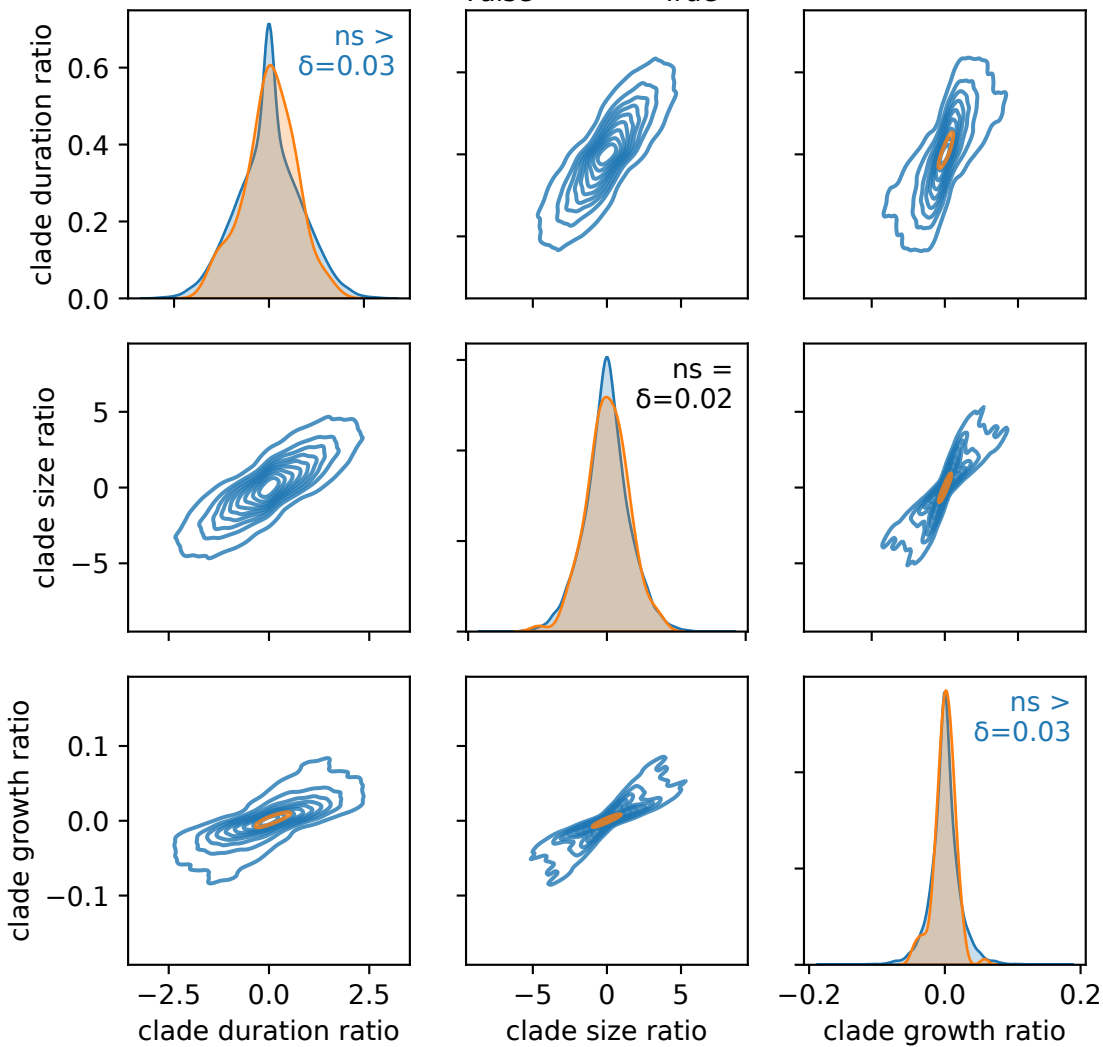 ns >
δ=0.03
clade duration ratio
0.6
0.4
0.2
0.0
ns =
δ=0.02
clade size ratio
5
0
−5
ns >
δ=0.03
clade growth ratio
0.1
0.0
−0.1
−2.5 0.0 2.5
−5 0 5
−0.2 0.0 0.2
clade duration ratio
clade size ratio
clade growth ratio